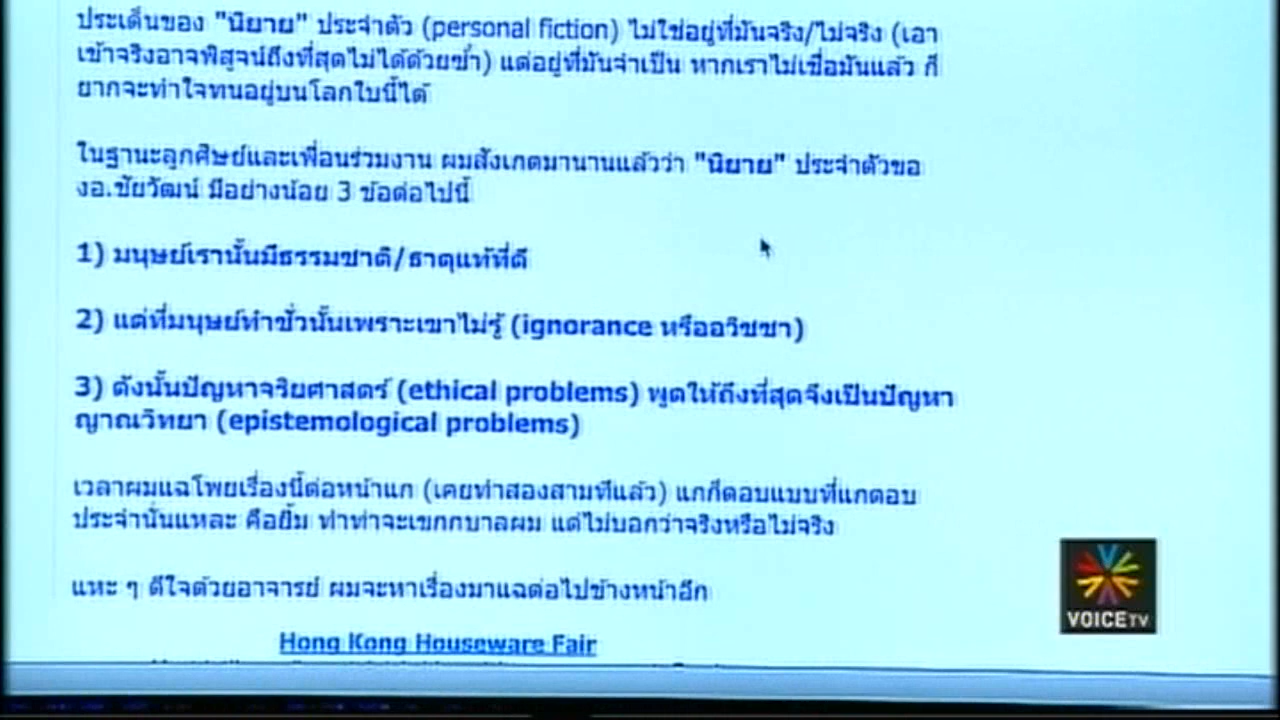 ประเด็นของ "นิยาย" ประจำตัว (personal fiction) ไม่ใช่อยู่ที่มันจริง/ไม่จริง (เอา
เข้าจริงอาจพิสูจน์ถึงที่สุดไม่ได้ด้วยซ้ำ) แต่อยู่ที่มันจำเป็น หากเราไม่เชื่อมันแล้ว ก็
ยากจะทำใจทนอยู่บนโลกใบนี้ได้
ในฐานะลูกศิษย์และเพื่อนร่วมงาน ผมสังเกตมานานแล้วว่า "นิยาย" ประจำตัวขอ
งอ.ชัยวัฒน์ มีอย่างน้อย 3 ข้อต่อไปนี้
1) มนุษย์เรานั้นมีธรรมชาติ/ธาตุแท้ที่ดี
2) แต่ที่มนุษย์ทำชั่วนั้นเพราะเขาไม่รู้ (ignorance หรืออวิชชา)
3) ดังนั้นปัญหาจริยศาสตร์ (ethical problems) พูดให้ถึงที่สุดจึงเป็นปัญหา
ญาณวิทยา (epistemological problems)
เวลาผมแฉโพยเรื่องนี้ต่อหน้าแก (เคยทำสองสามทีแล้ว) แกก็ตอบแบบที่แกตอบ
ประจำนั่นแหละ คือยิ้ม ทำท่าจะเขกกบาลผม แต่ไม่บอกว่าจริงหรือไม่จริง
แหะ ๆ ดีใจด้วยอาจารย์ ผมจะหาเรื่องมาแฉต่อไปข้างหน้าอีก
Hong Kong Houseware Fair
VOICE TV